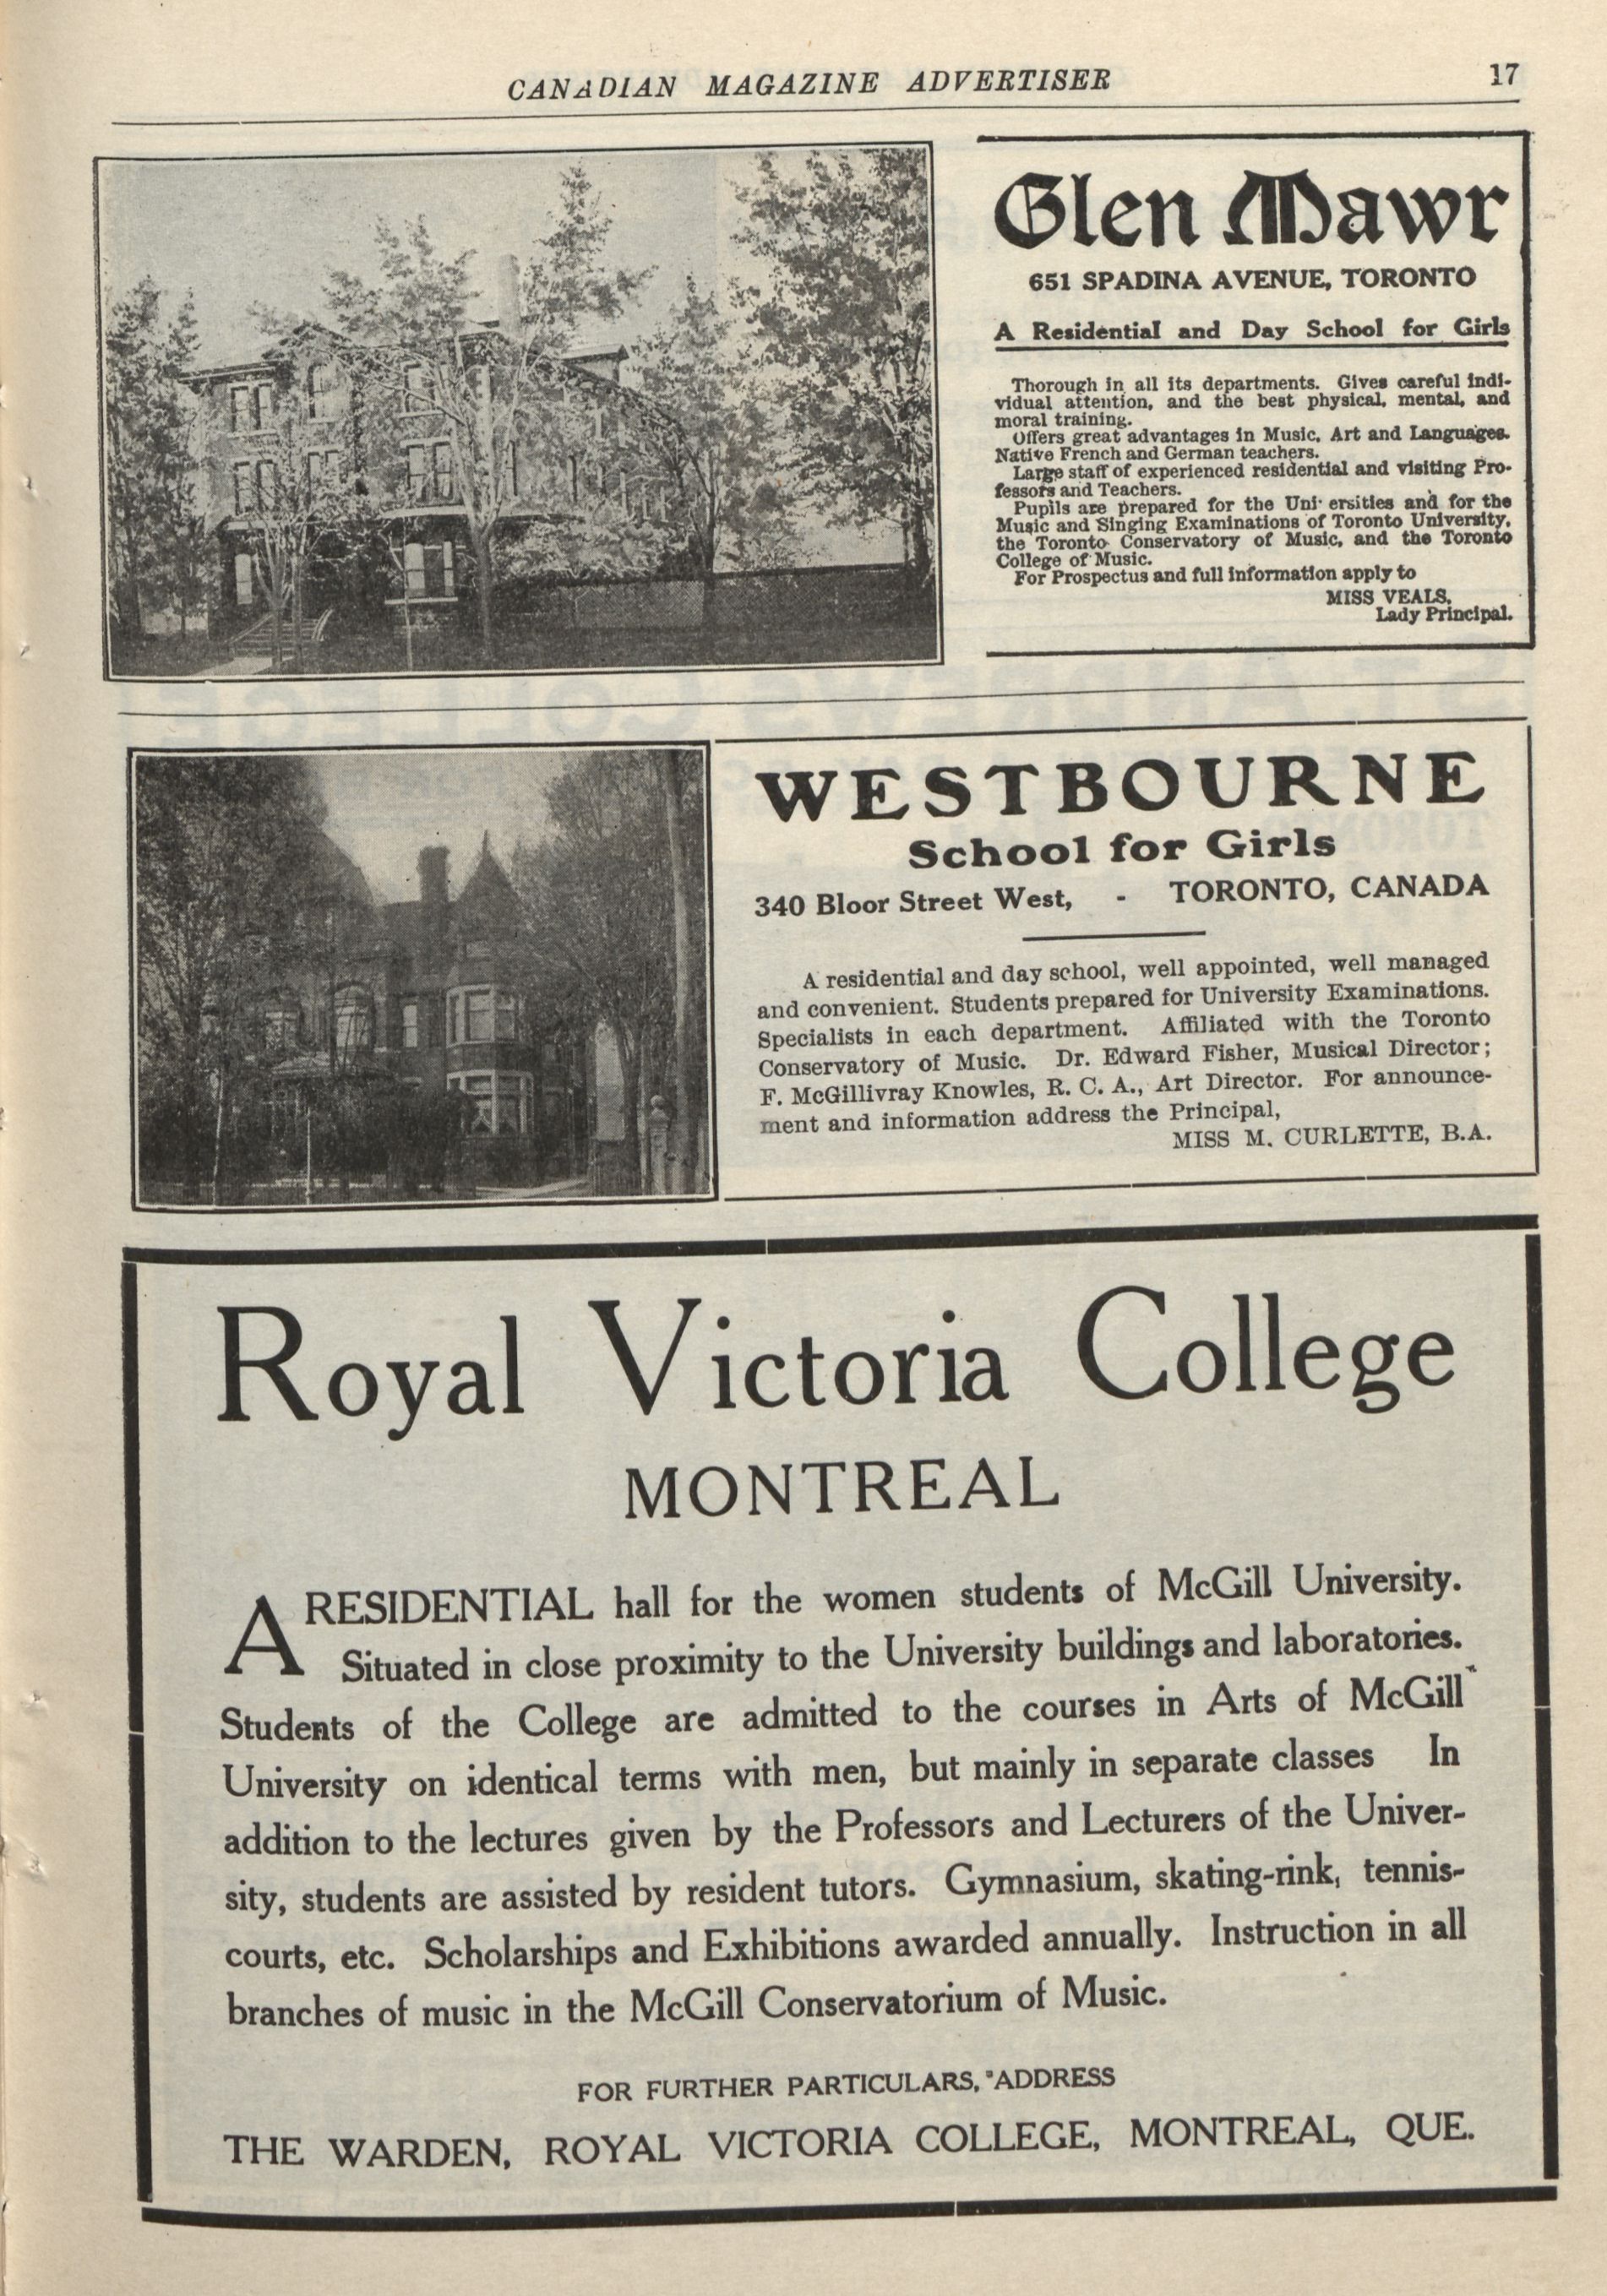 CANADIAN MAGAZINE ADVERTISER 17
Glen Mawr
651 SPADINA AVENUE, TORONTO
A Residential and Day School for Girls
Thorough in all its departments. Gives careful indi-
vidual attention, and the best physical, mental, and
moral training.
Offers great advantages in Music, Art and Languages.
Native French and German teachers.
Large staff of experienced residential and visiting Pro-
fessors and Teachers.
Pupils are prepared for the Uni ersities and for the
Music and Singing Examinations of Toronto University,
the Toronto Conservatory of Music, and the Toronto
College of Music.
For Prospectus and full information apply to
MISS VEALS,
Lady Principal.
WESTBOURNE
School for Girls
340 Bloor Street West, - TORONTO, CANADA
A residential and day school, well appointed, well managed
and convenient. Students prepared for University Examinations.
Specialists in each department. Affiliated with the Toronto
Conservatory of Music. Dr. Edward Fisher, Musical Director;
F. McGillivray Knowles, R. C. A., Art Director. For announce-
ment and information address the Principal,
MISS M. CURLETTE, B.A.
Royal Victoria College
MONTREAL
A RESIDENTIAL hall for the women students of McGill University.
Situated in close proximity to the University buildings and laboratories.
Students of the College are admitted to the courses in Arts of McGill
University on identical terms with men, but mainly in separate classes In
addition to the lectures given by the Professors and Lecturers of the Univer-
sity, students are assisted by resident tutors. Gymnasium, skating-rink, tennis-
courts, etc. Scholarships and Exhibitions awarded annually. Instruction in all
branches of music in the McGill Conservatorium of Music.
FOR FURTHER PARTICULARS, ADDRESS
THE WARDEN, ROYAL VICTORIA COLLEGE, MONTREAL, QUE.